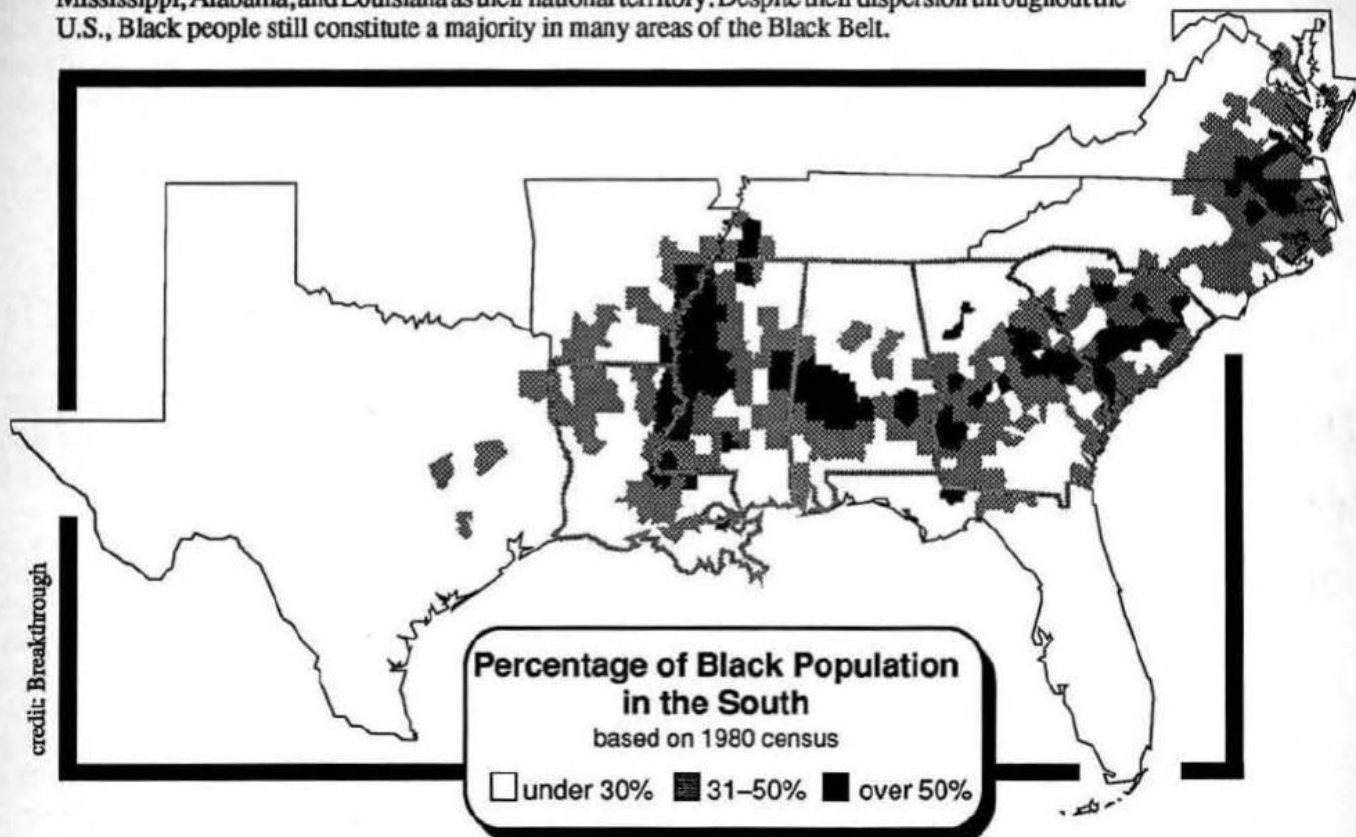 Mississippi, Alabama, and Louisiana as their national territory. Despite their dispersion throughout the
U.S., Black people still constitute a majority in many areas of the Black Belt.
credit: Breakthrough
Percentage of Black Population
in the South
based on 1980 census
under 30% 31–50% over 50%